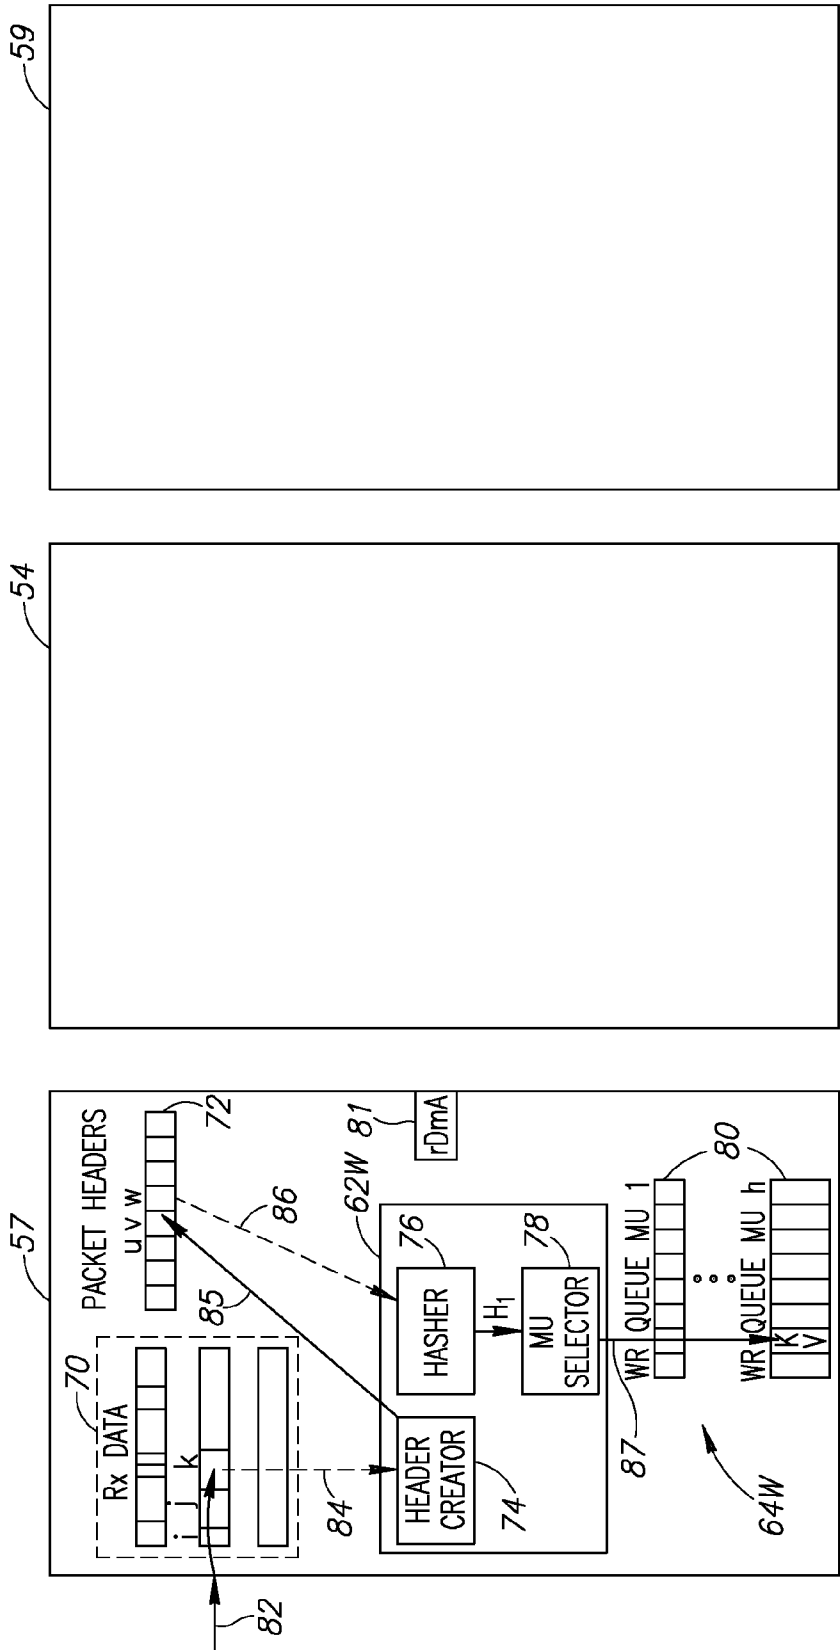 57
54
59
70
Rx DATA
i j k
PACKET HEADERS
u v w
72
82
84
85
86
62W
81
rDmA
HEADER
CREATOR
74
HASHER
76
H1
MU
SELECTOR
78
87
64W
WR QUEUE MU 1
80
WR QUEUE MU h
K
V